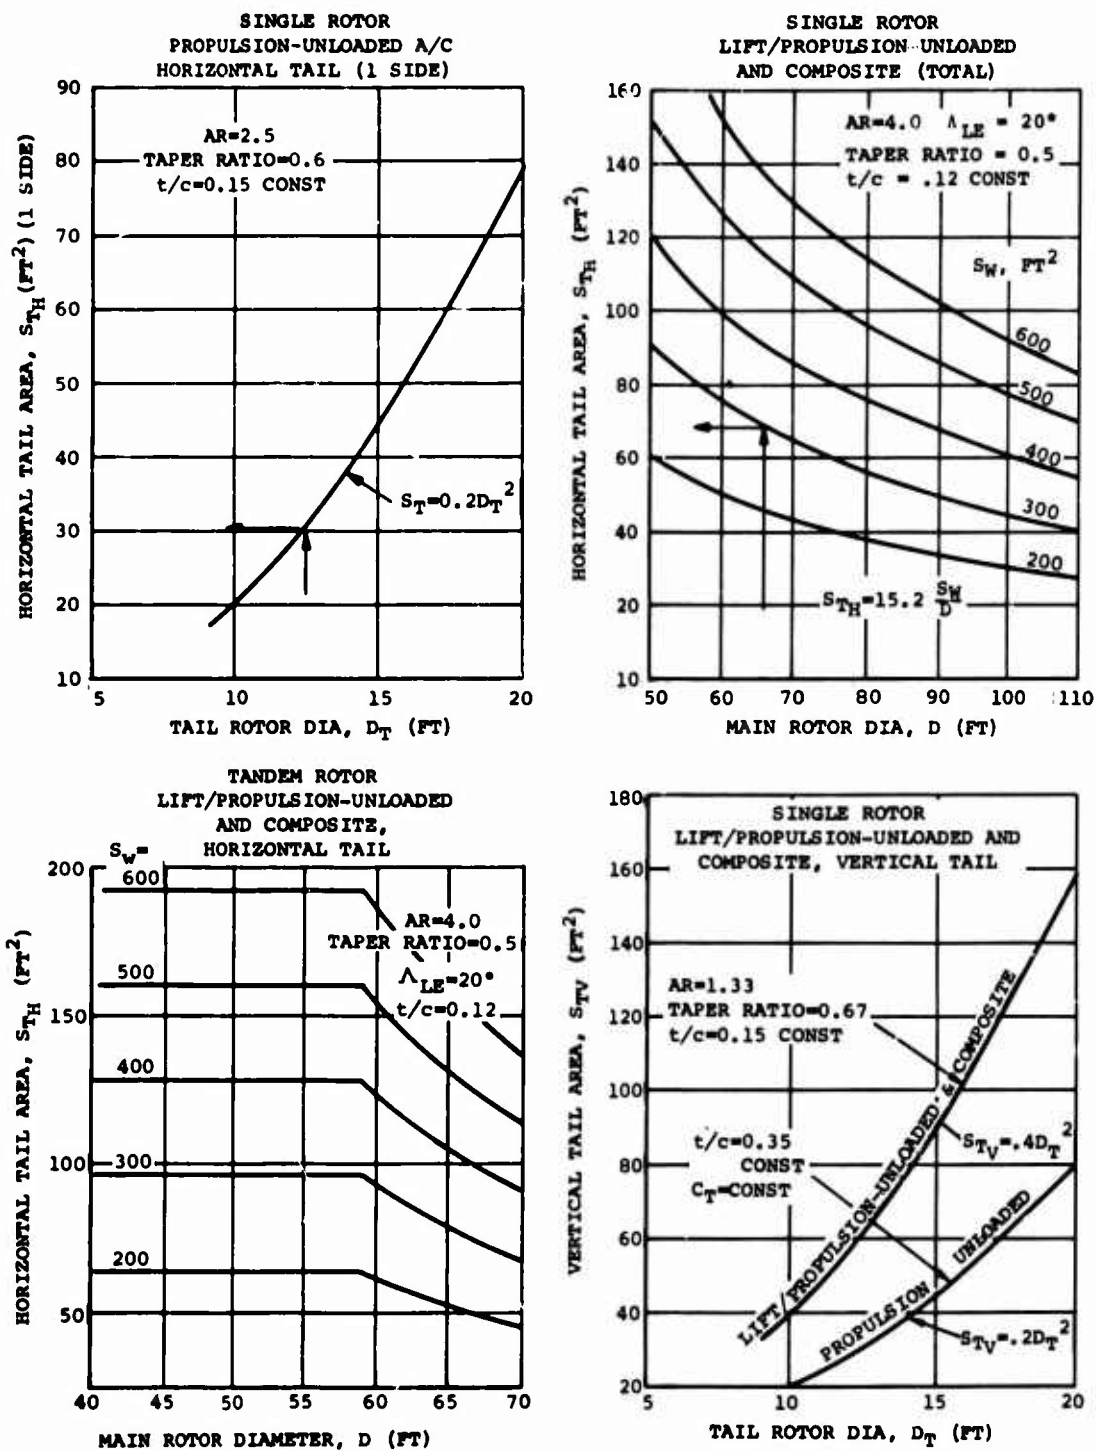 SINGLE ROTOR
PROPULSION-UNLOADED A/C
HORIZONTAL TAIL (1 SIDE)
90
80
70
60
50
40
30
20
10
AR=2.5
TAPER RATIO=0.6
t/c=0.15 CONST
S_T=0.2D_T^2
HORIZONTAL TAIL AREA, S_TH (FT^2) (1 SIDE)
5 10 15 20
TAIL ROTOR DIA, D_T (FT)
SINGLE ROTOR
LIFT/PROPULSION-UNLOADED
AND COMPOSITE (TOTAL)
160
140
120
100
80
60
40
20
10
AR=4.0 Λ_LE = 20°
TAPER RATIO = 0.5
t/c = .12 CONST
S_W, FT^2
600
500
400
300
200
S_TH=15.2 S_W/D
HORIZONTAL TAIL AREA, S_TH (FT^2)
50 60 70 80 90 100 110
MAIN ROTOR DIA, D (FT)
TANDEM ROTOR
LIFT/PROPULSION-UNLOADED
AND COMPOSITE,
HORIZONTAL TAIL
S_w=
600
500
400
300
200
200
150
100
50
AR=4.0
TAPER RATIO=0.5
Λ_LE=20°
t/c=0.12
HORIZONTAL TAIL AREA, S_TH (FT^2)
40 45 50 55 60 65 70
MAIN ROTOR DIAMETER, D (FT)
SINGLE ROTOR
LIFT/PROPULSION-UNLOADED AND
COMPOSITE, VERTICAL TAIL
180
160
140
120
100
80
60
40
20
AR=1.33
TAPER RATIO=0.67
t/c=0.15 CONST
LIFT/PROPULSION-UNLOADED & COMPOSITE
S_TV=.4D_T^2
t/c=0.35
CONST
C_T=CONST
PROPULSION UNLOADED
S_TV=.2D_T^2
VERTICAL TAIL AREA, S_TV (FT^2)
5 10 15 20
TAIL ROTOR DIA, D_T (FT)